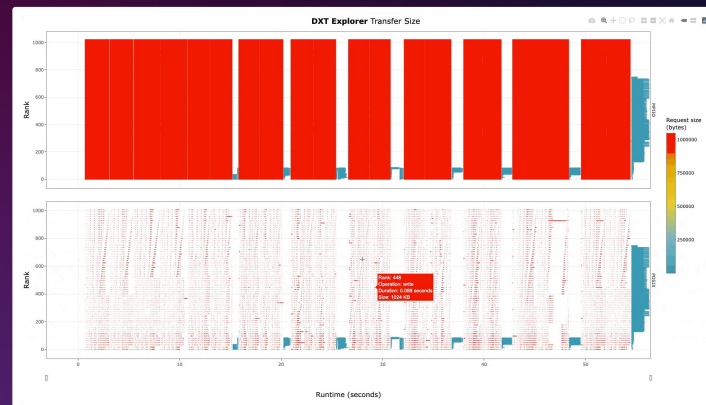 DXT Explorer Transfer Size
1000
800
600
400
200
0
Rank
MPIIO
Request size
(bytes)
1000000
750000
500000
250000
1000
800
600
400
200
0
Rank
POSIX
Rank: 448
Operation: write
Duration: 0.088 seconds
Size: 1024 KB
0
10
20
30
40
50
Runtime (seconds)